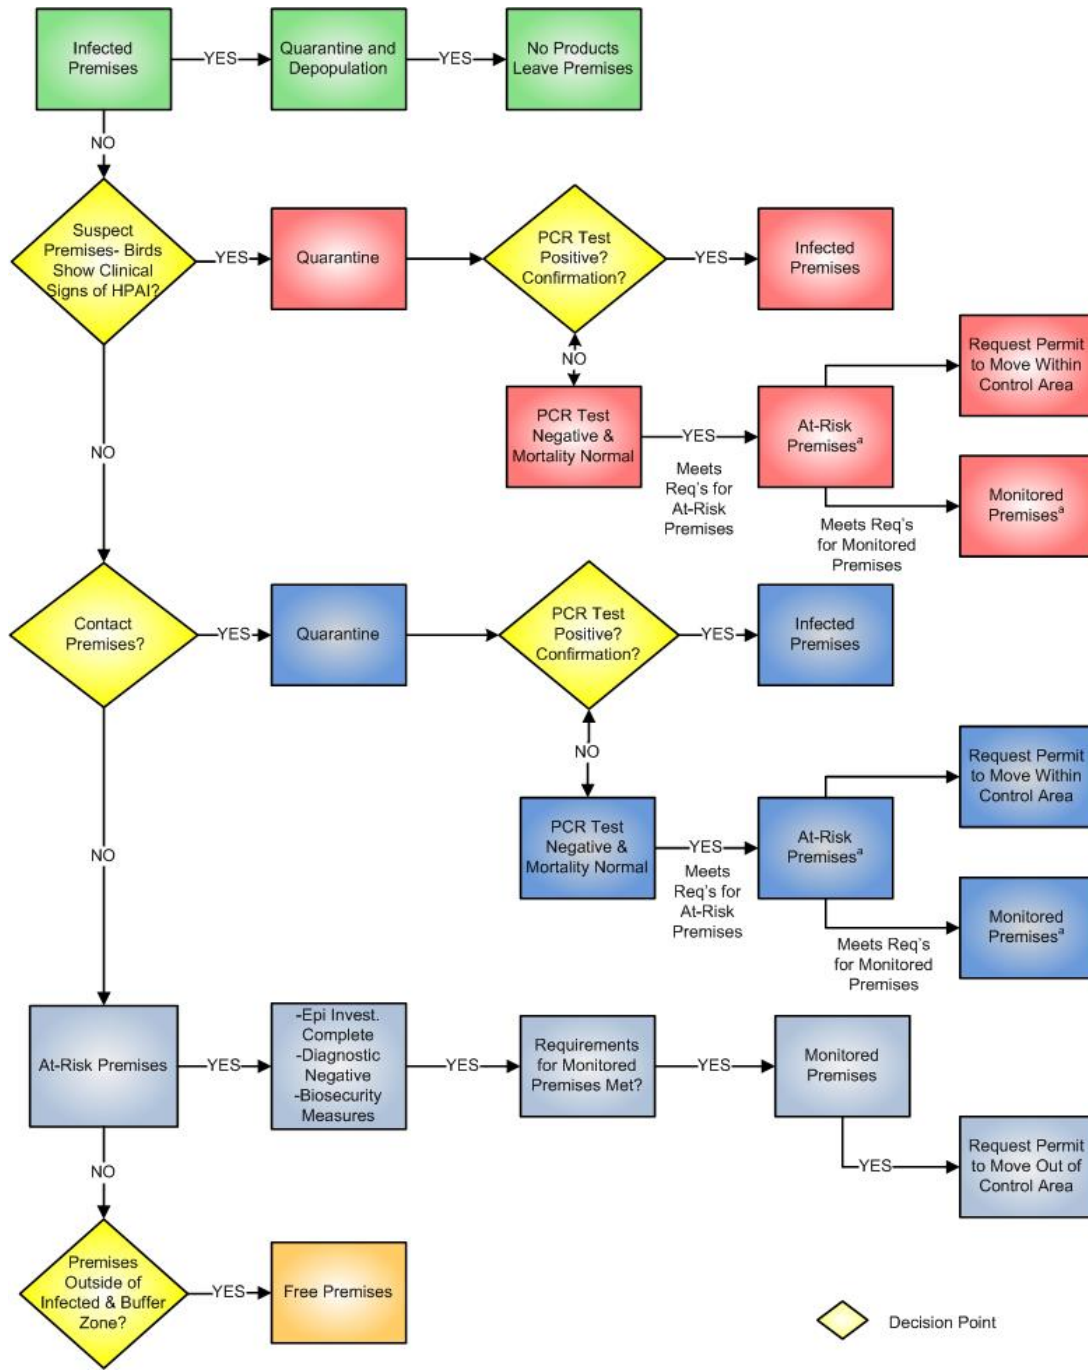 Infected
Premises
YES
Quarantine and
Depopulation
YES
No Products
Leave Premises
NO
Suspect
Premises- Birds
Show Clinical
Signs of HPAI?
YES
Quarantine
PCR Test
Positive?
Confirmation?
YES
Infected
Premises
NO
PCR Test
Negative &
Mortality Normal
YES
Meets
Req's for
At-Risk
Premises
At-Risk
Premisesª
Request Permit
to Move Within
Control Area
Meets Req's
for Monitored
Premises
Monitored
Premisesª
NO
Contact
Premises?
YES
Quarantine
PCR Test
Positive?
Confirmation?
YES
Infected
Premises
NO
PCR Test
Negative &
Mortality Normal
YES
Meets
Req's for
At-Risk
Premises
At-Risk
Premisesª
Request Permit
to Move Within
Control Area
Meets Req's
for Monitored
Premises
Monitored
Premisesª
NO
At-Risk Premises
YES
-Epi Invest.
Complete
-Diagnostic
Negative
-Biosecurity
Measures
YES
Requirements
for Monitored
Premises Met?
YES
Monitored
Premises
YES
Request Permit
to Move Out of
Control Area
NO
Premises
Outside of
Infected & Buffer
Zone?
YES
Free Premises
Decision Point